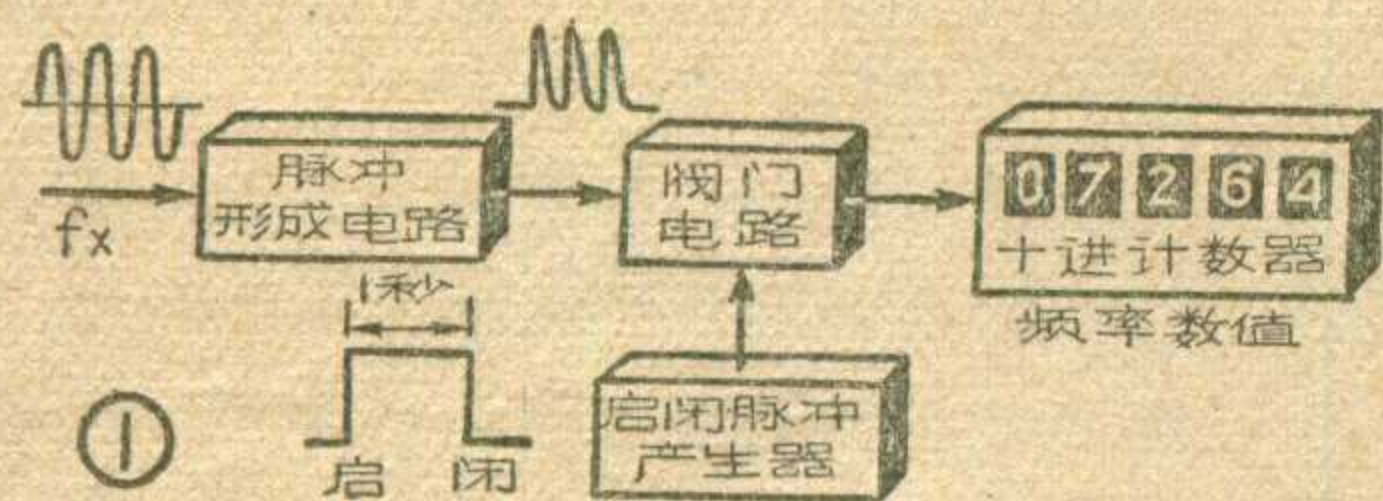 fx
脉冲
形成电路
阀门
电路
07264
十进计数器
频率数值
1秒
启 闭
启闭脉冲
产生器
①